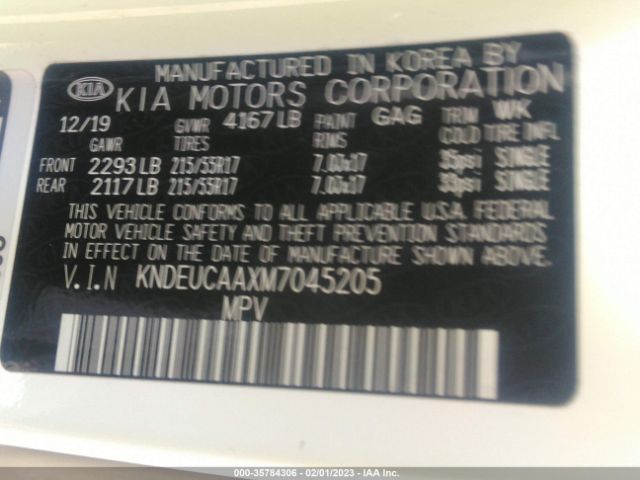 MANUFACTURED IN KOREA BY
KIA KIA MOTORS CORPORATION
12/19 GVWR 4167 LB PAINT GAG TRIM WK
GAWR TIRES RIMS COLD TIRE INFL
FRONT 2293 LB 215/55R17 7.0JX17 35psi SINGLE
REAR 2117 LB 215/55R17 7.0JX17 33psi SINGLE
THIS VEHICLE CONFORMS TO ALL APPLICABLE U.S.A. FEDERAL
MOTOR VEHICLE SAFETY AND THEFT PREVENTION STANDARDS
IN EFFECT ON THE DATE OF MANUFACTURE SHOWN ABOVE.
V.I.N KNDEUCAAXM7045205
MPV
000-35784306 - 02/01/2023 - IAA Inc.